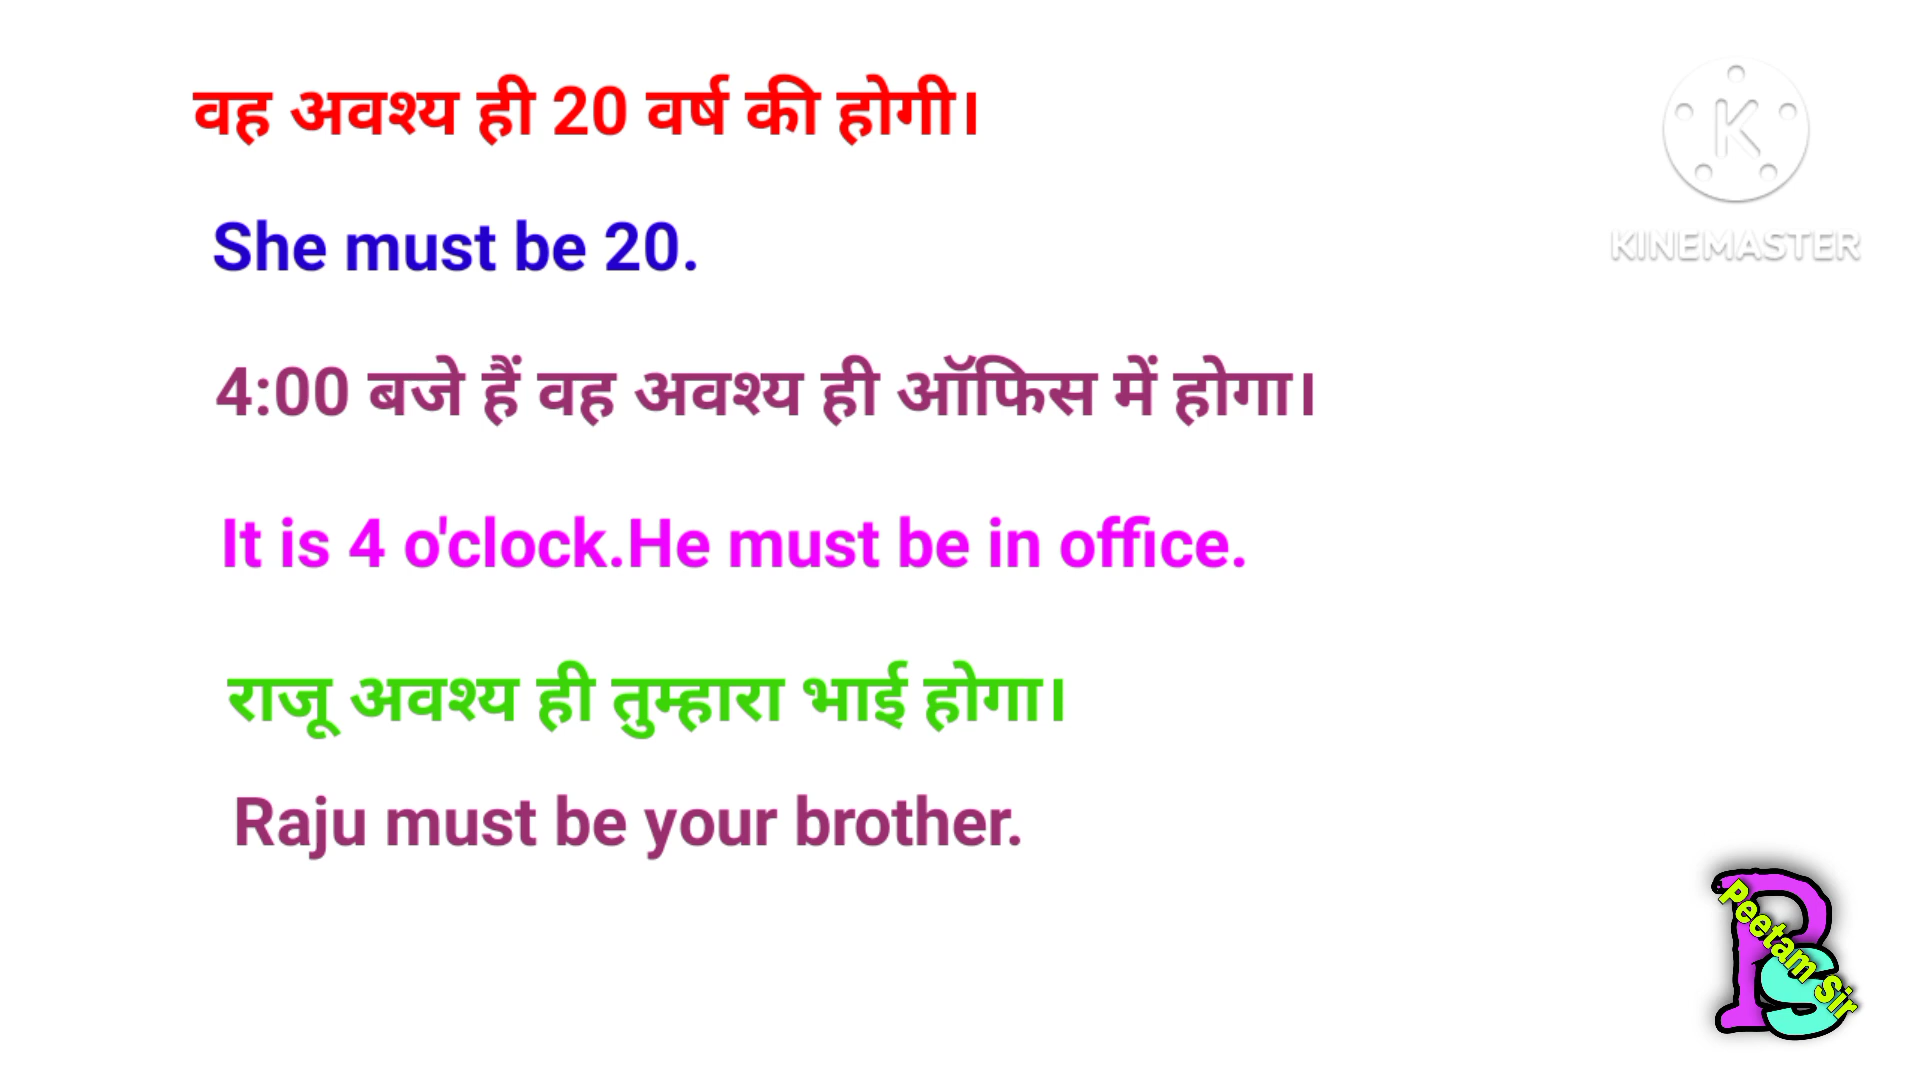 वह अवश्य ही 20 वर्ष की होगी।
K
KINEMASTER
She must be 20.
4:00 बजे हैं वह अवश्य ही ऑफिस में होगा।
It is 4 o'clock.He must be in office.
राजू अवश्य ही तुम्हारा भाई होगा।
Raju must be your brother.
PS
Peetam Sir